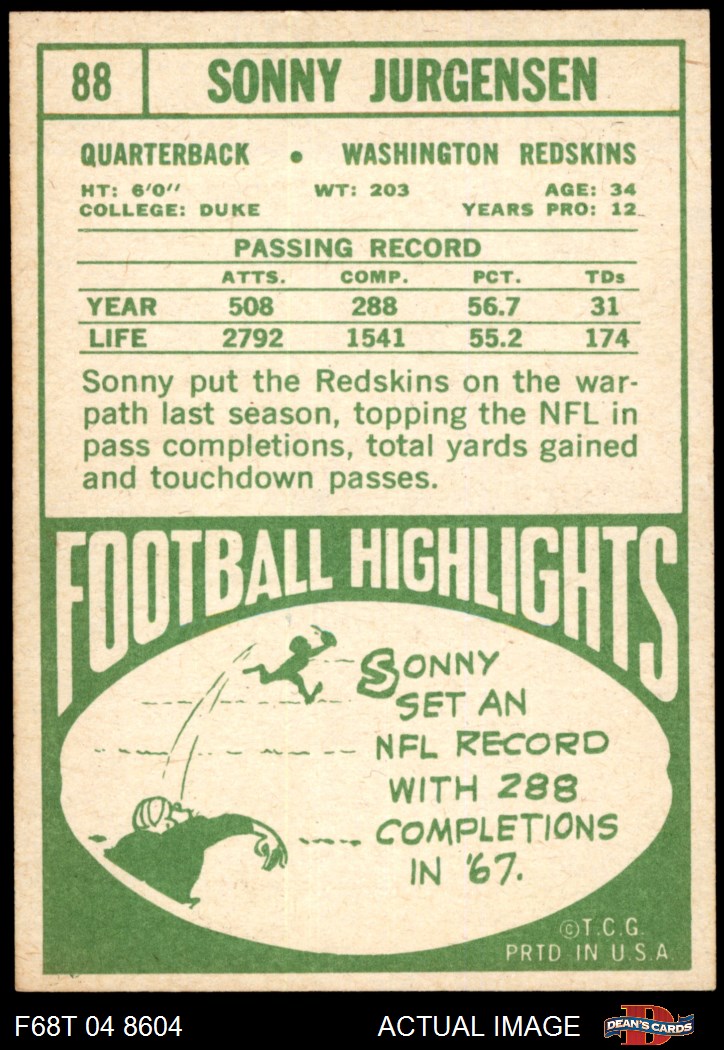 88 SONNY JURGENSEN
QUARTERBACK • WASHINGTON REDSKINS
HT: 6'0" WT: 203 AGE: 34
COLLEGE: DUKE YEARS PRO: 12
PASSING RECORD
ATTS. COMP. PCT. TDs
YEAR 508 288 56.7 31
LIFE 2792 1541 55.2 174
Sonny put the Redskins on the war-
path last season, topping the NFL in
pass completions, total yards gained
and touchdown passes.
FOOTBALL HIGHLIGHTS
SONNY
SET AN
NFL RECORD
WITH 288
COMPLETIONS
IN '67.
©T.C.G.
PRTD IN U.S.A.
F68T 04 8604 ACTUAL IMAGE D DEAN'S CARDS